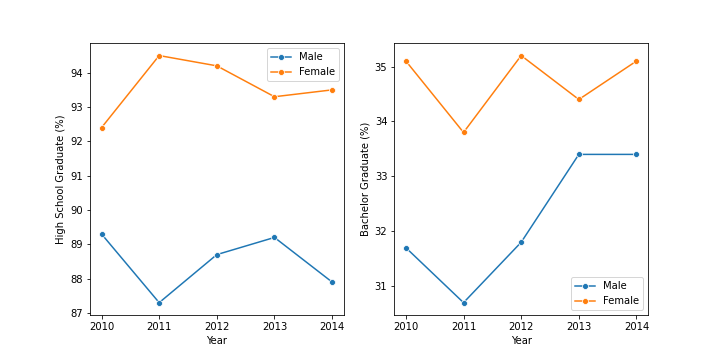 High School Graduate (%)
94
93
92
91
90
89
88
87
2010 2011 2012 2013 2014
Year
Male
Female
Bachelor Graduate (%)
35
34
33
32
31
2010 2011 2012 2013 2014
Year
Male
Female